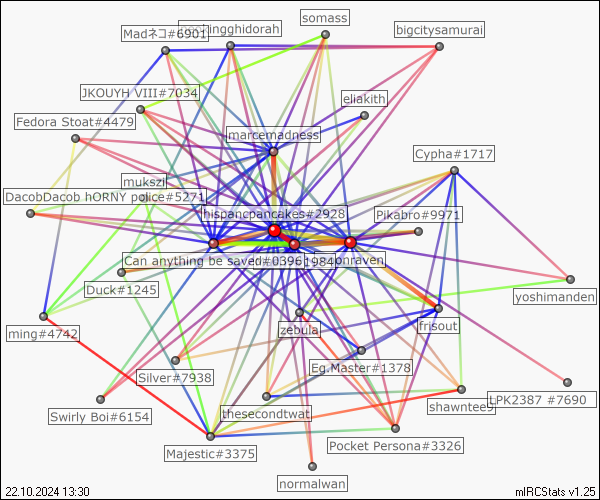 somass
Madネコ#6901
bigcitysamurai
JKOUYH VIII#7034
eliakith
Fedora Stoat#4479
marcemadness
Cypha#1717
mukszi
DacobDacob hORNY police#5271
hispancpancakes#2928
Pikabro#9971
Can anything be saved#0396
1984
onraven
Duck#1245
yoshimanden
ming#4742
zebula
frisout
Eg.Master#1378
Silver#7938
LPK2387 #7690
Swirly Boi#6154
thesecondtwat
shawntee
Majestic#3375
Pocket Persona#3326
normalwan
22.10.2024 13:30
mIRCStats v1.25